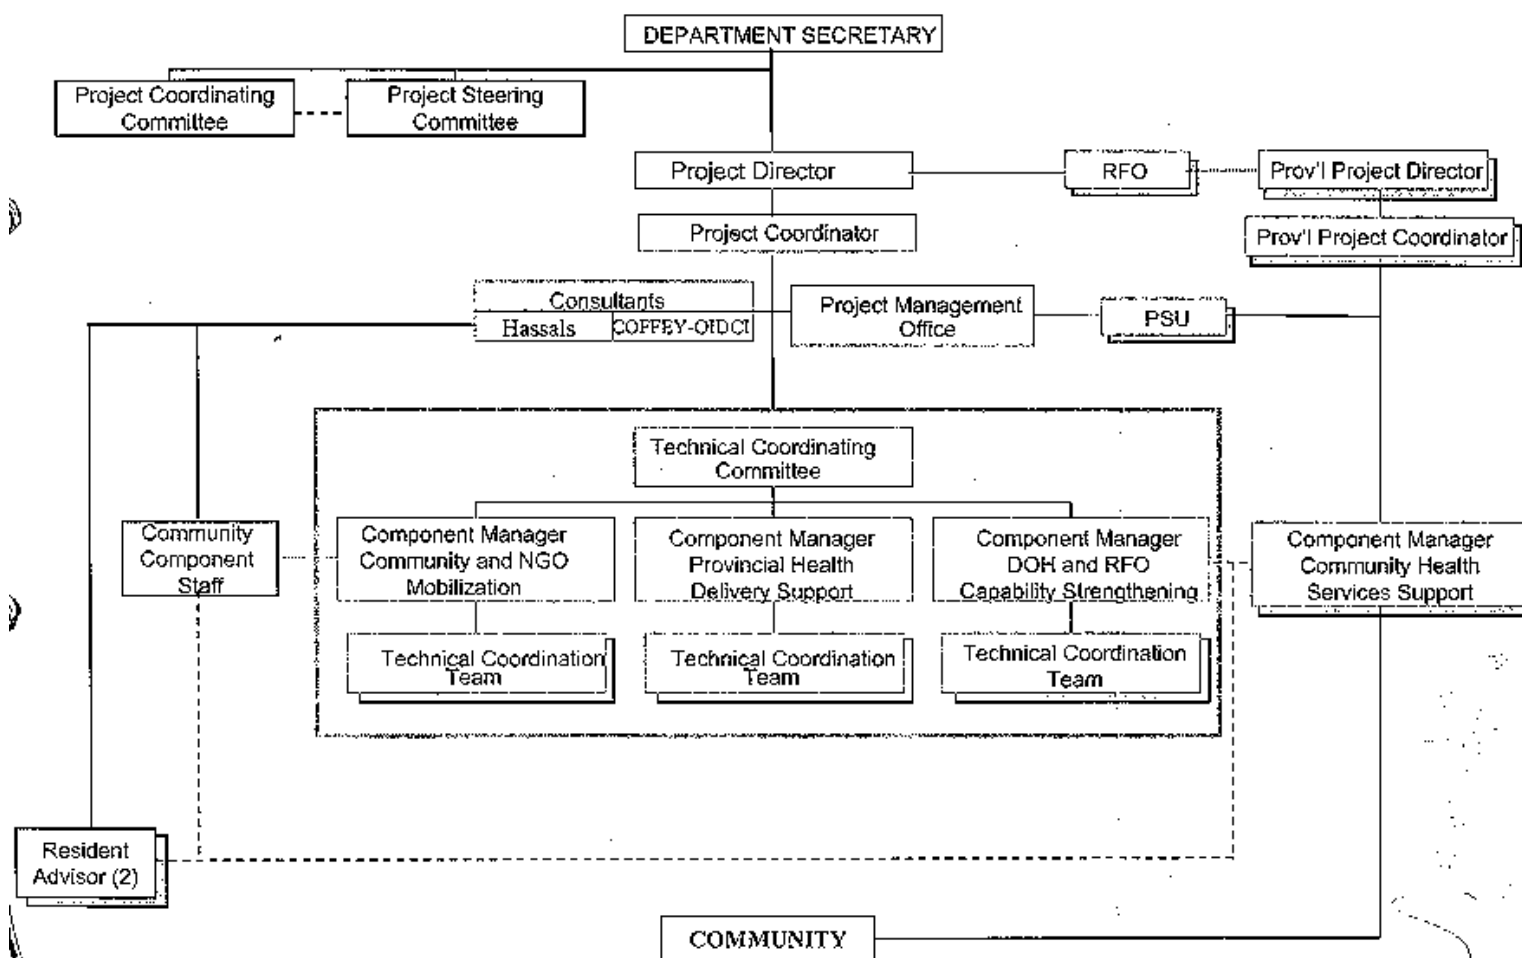 DEPARTMENT SECRETARY
Project Coordinating
Committee
Project Steering
Committee
Project Director
RFO
Prov'l Project Director
Project Coordinator
Prov'l Project Coordinator
Consultants
Hassals
COFFEY-OIDCI
Project Management
Office
PSU
Technical Coordinating
Committee
Community
Component
Staff
Component Manager
Community and NGO
Mobilization
Component Manager
Provincial Health
Delivery Support
Component Manager
DOH and RFO
Capability Strengthening
Component Manager
Community Health
Services Support
Technical Coordination
Team
Technical Coordination
Team
Technical Coordination
Team
Resident
Advisor (2)
COMMUNITY